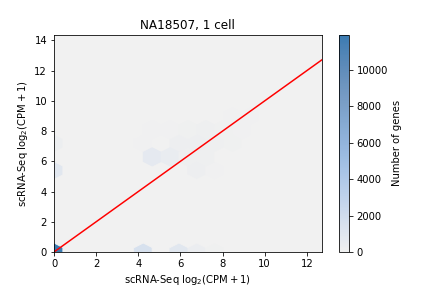 NA18507, 1 cell
14
12
10
8
6
4
2
0
scRNA-Seq log₂(CPM + 1)
0 2 4 6 8 10 12
scRNA-Seq log₂(CPM + 1)
10000
8000
6000
4000
2000
0
Number of genes